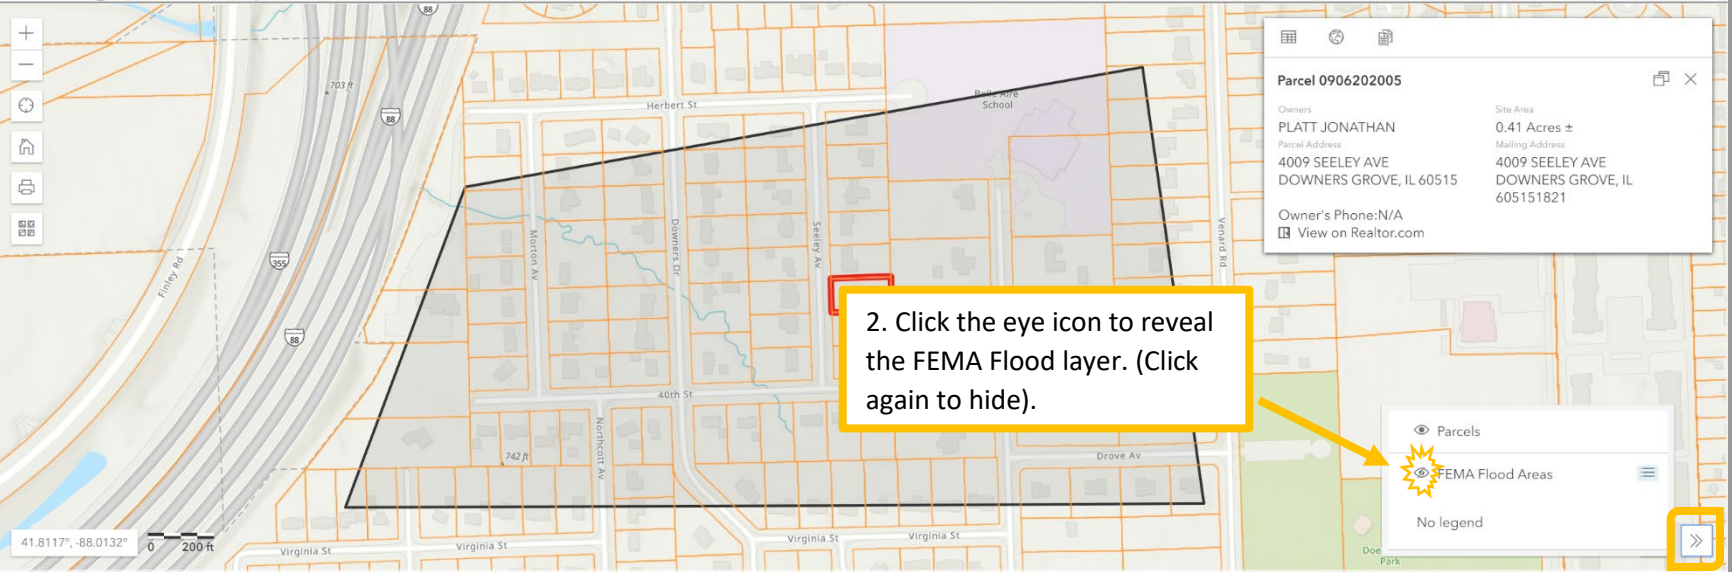 88
703 ft
88
Herbert St
Belle Aire
School
Parcel 0906202005
Owners
PLATT JONATHAN
Site Area
0.41 Acres ±
Parcel Address
4009 SEELEY AVE
DOWNERS GROVE, IL 60515
Mailing Address
4009 SEELEY AVE
DOWNERS GROVE, IL
605151821
Owner's Phone:N/A
View on Realtor.com
Finley Rd
355
88
Morton Av
Downers Dr
Seeley Av
Venard Rd
2. Click the eye icon to reveal
the FEMA Flood layer. (Click
again to hide).
40th St
Northcott Av
742 ft
Drove Av
Parcels
FEMA Flood Areas
No legend
41.8117°, -88.0132°
0 200 ft
Virginia St
Virginia St
Virginia St
Virginia St
Doe
Park